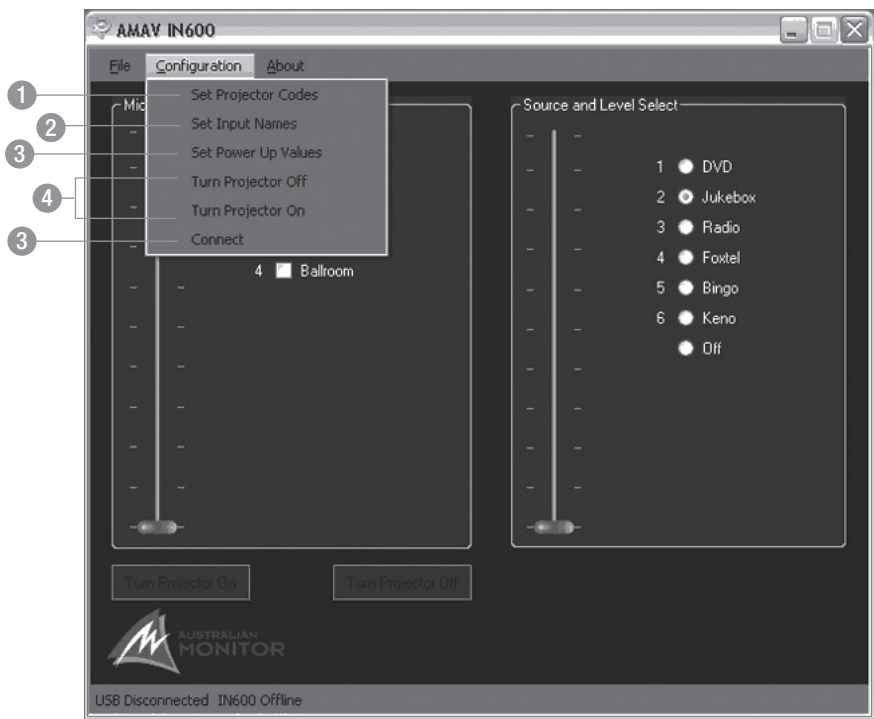 AMAV IN600
File Configuration About
1 Set Projector Codes
2 Set Input Names
3 Set Power Up Values
4 Turn Projector Off
Turn Projector On
3 Connect
4 Ballroom
Source and Level Select
1 DVD
2 Jukebox
3 Radio
4 Foxtel
5 Bingo
6 Keno
Off
Turn Projector On Turn Projector Off
AUSTRALIAN
MONITOR
USB Disconnected IN600 Offline